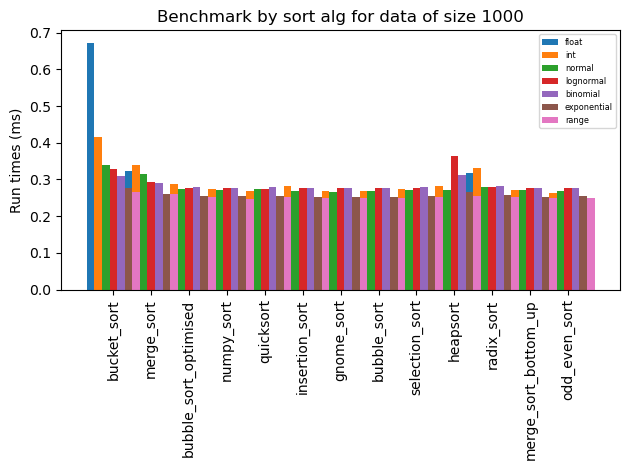 Benchmark by sort alg for data of size 1000
Run times (ms)
0.7
0.6
0.5
0.4
0.3
0.2
0.1
0.0
float
int
normal
lognormal
binomial
exponential
range
bucket_sort
merge_sort
bubble_sort_optimised
numpy_sort
quicksort
insertion_sort
gnome_sort
bubble_sort
selection_sort
heapsort
radix_sort
merge_sort_bottom_up
odd_even_sort